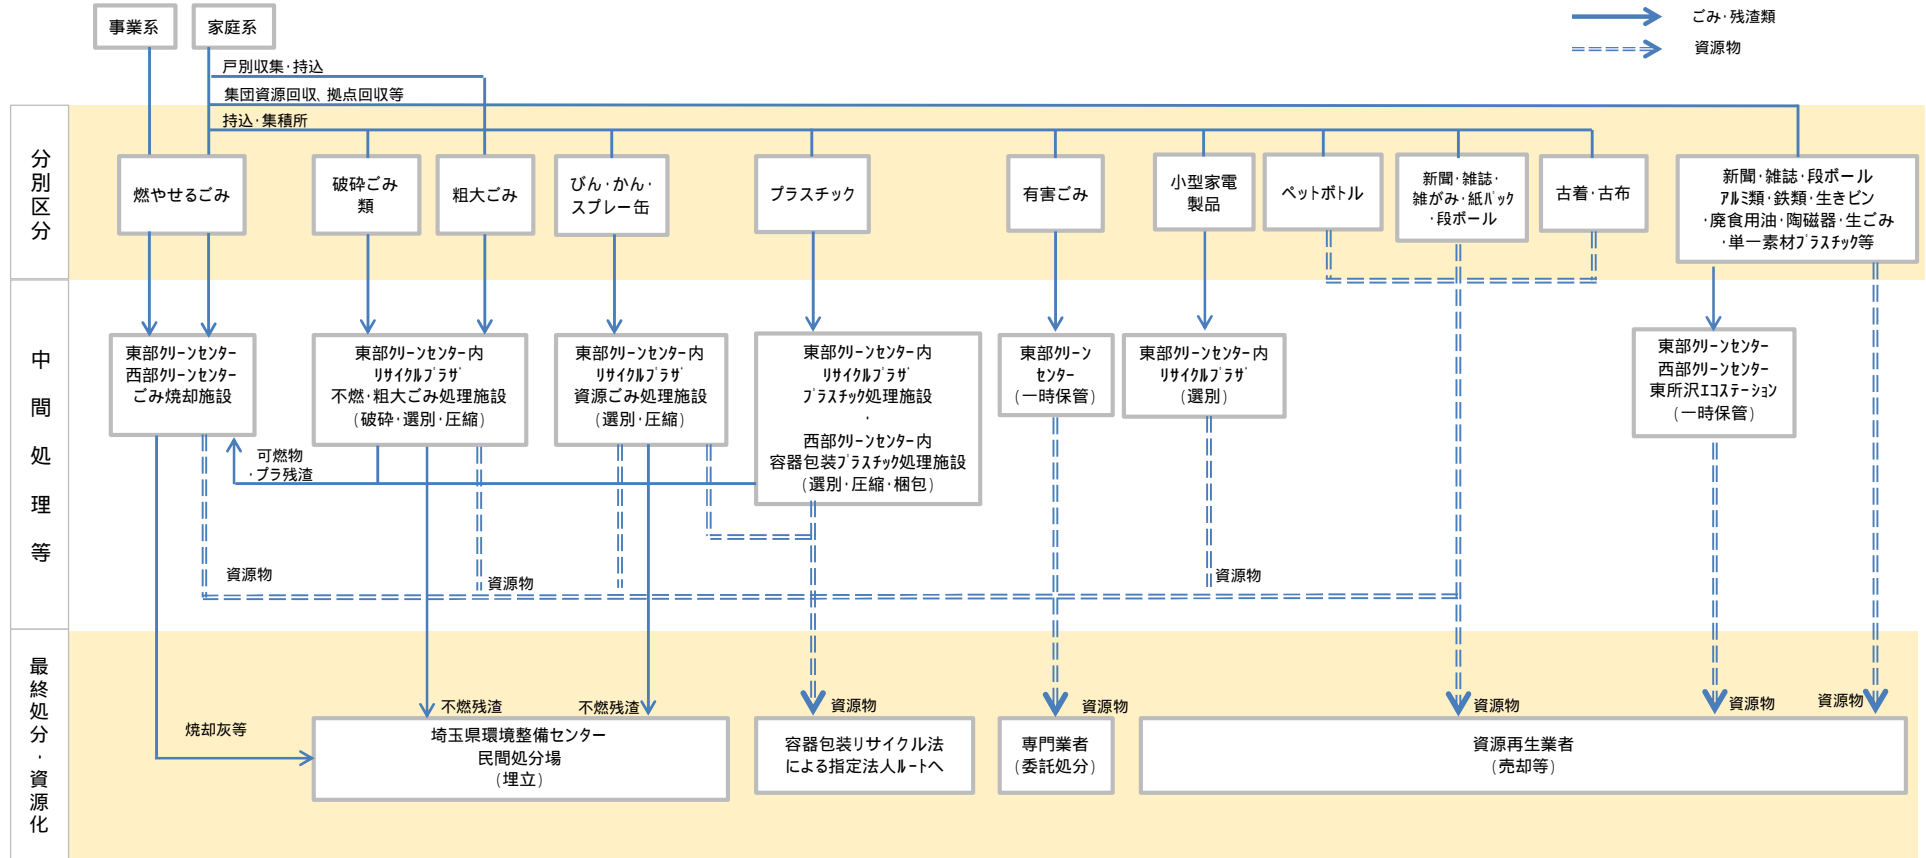 事業系
家庭系
ごみ・残渣類
資源物
戸別収集・持込
集団資源回収、拠点回収等
持込・集積所
分別区分
燃やせるごみ
破砕ごみ
類
粗大ごみ
びん・かん・
スプレー缶
プラスチック
有害ごみ
小型家電
製品
ペットボトル
新聞・雑誌・
雑がみ・紙パック
・段ボール
古着・古布
新聞・雑誌・段ボール
アルミ類・鉄類・生きビン
・廃食用油・陶磁器・生ごみ
・単一素材プラスチック等
中間処理等
東部クリーンセンター
西部クリーンセンター
ごみ焼却施設
東部クリーンセンター内
リサイクルプラザ
不燃・粗大ごみ処理施設
(破砕・選別・圧縮)
東部クリーンセンター内
リサイクルプラザ
資源ごみ処理施設
(選別・圧縮)
東部クリーンセンター内
リサイクルプラザ
プラスチック処理施設
・
西部クリーンセンター内
容器包装プラスチック処理施設
(選別・圧縮・梱包)
東部クリーン
センター
(一時保管)
東部クリーンセンター内
リサイクルプラザ
(選別)
東部クリーンセンター
西部クリーンセンター
東所沢エコステーション
(一時保管)
可燃物
・プラ残渣
資源物
資源物
資源物
最終処分・資源化
焼却灰等
不燃残渣
不燃残渣
資源物
資源物
資源物
資源物
資源物
埼玉県環境整備センター
民間処分場
(埋立)
容器包装リサイクル法
による指定法人ルートへ
専門業者
(委託処分)
資源再生業者
(売却等)